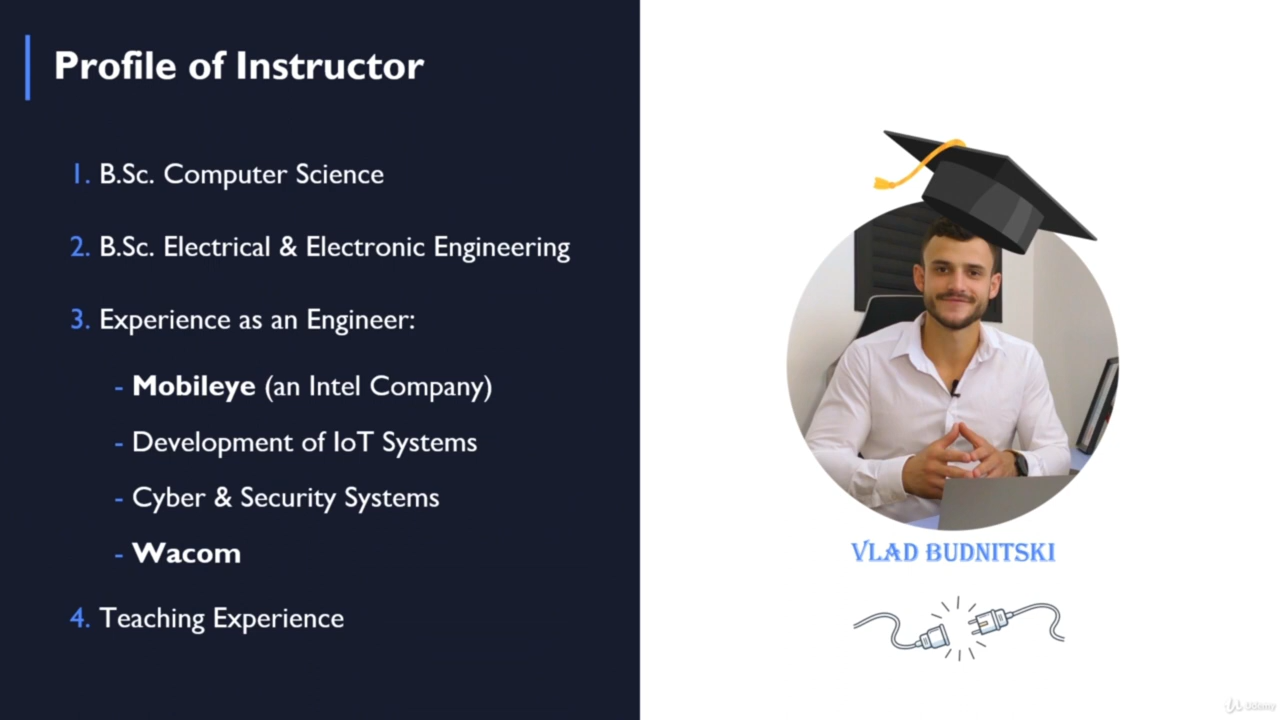 Profile of Instructor
1. B.Sc. Computer Science
2. B.Sc. Electrical & Electronic Engineering
3. Experience as an Engineer:
- Mobileye (an Intel Company)
- Development of IoT Systems
- Cyber & Security Systems
- Wacom
4. Teaching Experience
VLAD BUDNITSKI
Udemy